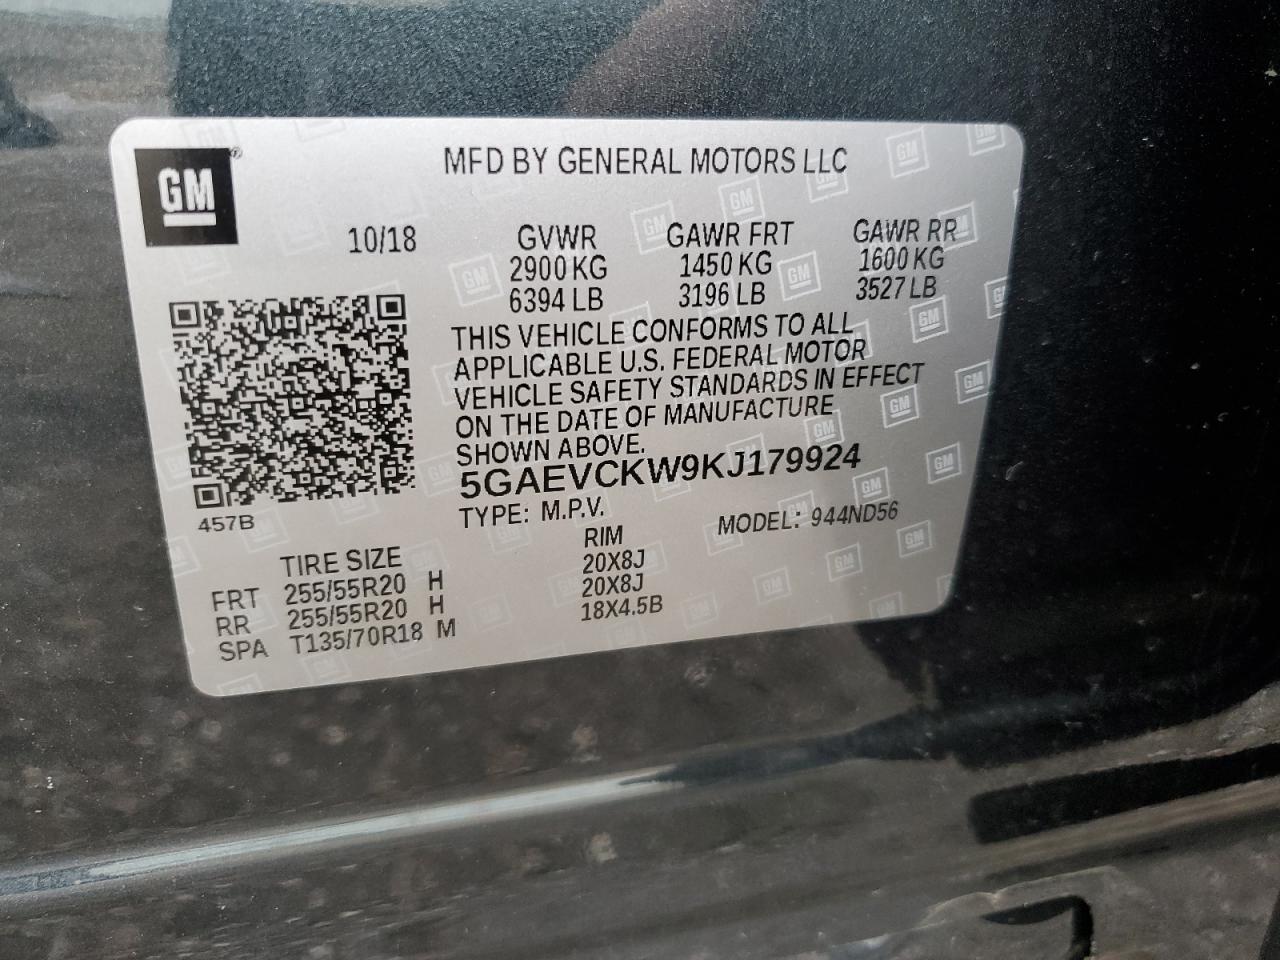 GM
MFD BY GENERAL MOTORS LLC
10/18 GVWR GAWR FRT GAWR RR
2900 KG 1450 KG 1600 KG
6394 LB 3196 LB 3527 LB
THIS VEHICLE CONFORMS TO ALL
APPLICABLE U.S. FEDERAL MOTOR
VEHICLE SAFETY STANDARDS IN EFFECT
ON THE DATE OF MANUFACTURE
SHOWN ABOVE.
5GAEVCKW9KJ179924
457B
TYPE: M.P.V. MODEL: 944ND56
TIRE SIZE RIM
FRT 255/55R20 H 20X8J
RR 255/55R20 H 20X8J
SPA T135/70R18 M 18X4.5B